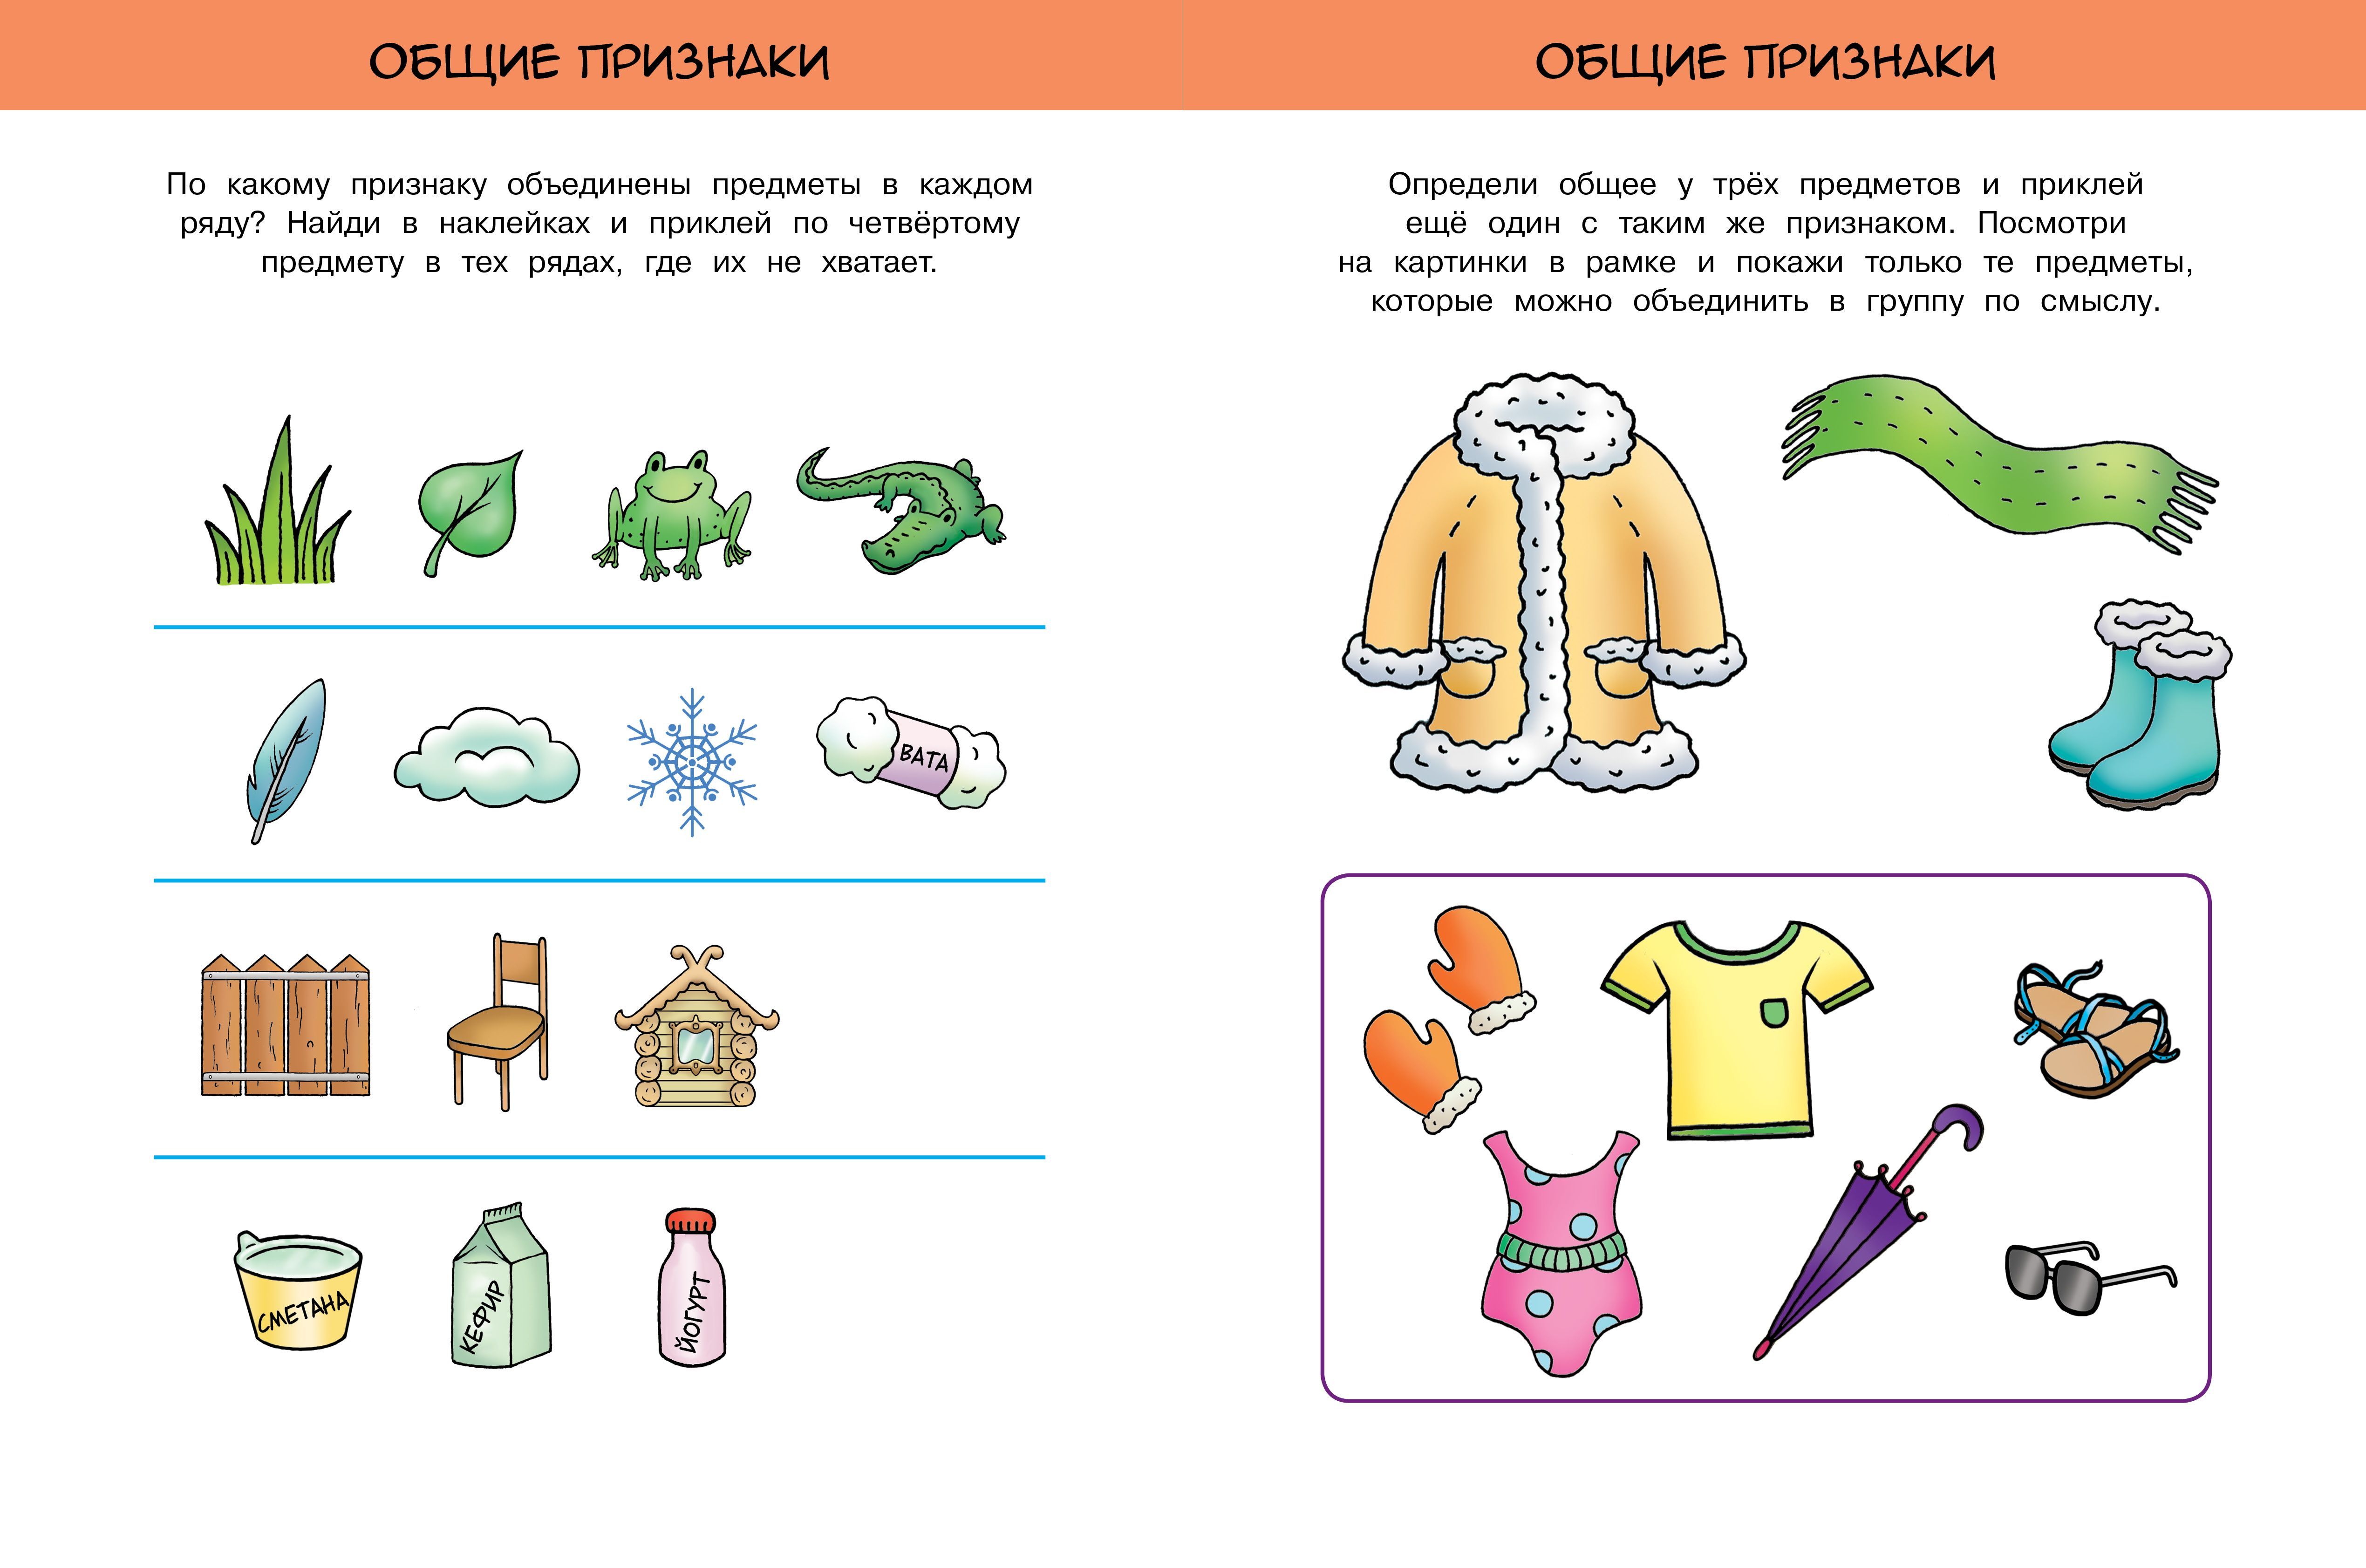 ОБЩИЕ ПРИЗНАКИ
По какому признаку объединены предметы в каждом
ряду? Найди в наклейках и приклей по четвёртому
предмету в тех рядах, где их не хватает.
ВАТА
СМЕТАНА
КЕФИР
ЙОГУРТ
ОБЩИЕ ПРИЗНАКИ
Определи общее у трёх предметов и приклей
ещё один с таким же признаком. Посмотри
на картинки в рамке и покажи только те предметы,
которые можно объединить в группу по смыслу.